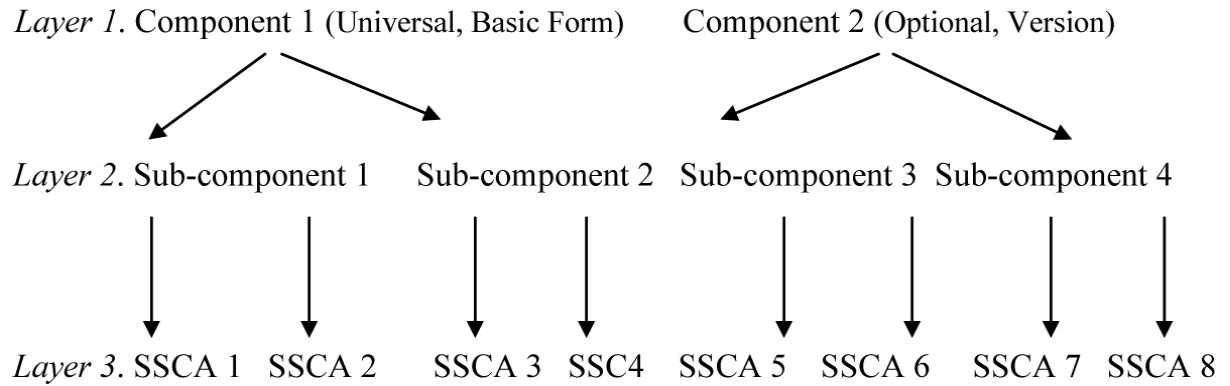 Layer 1. Component 1 (Universal, Basic Form) Component 2 (Optional, Version)
Layer 2. Sub-component 1 Sub-component 2 Sub-component 3 Sub-component 4
Layer 3. SSCA 1 SSCA 2 SSCA 3 SSC4 SSCA 5 SSCA 6 SSCA 7 SSCA 8